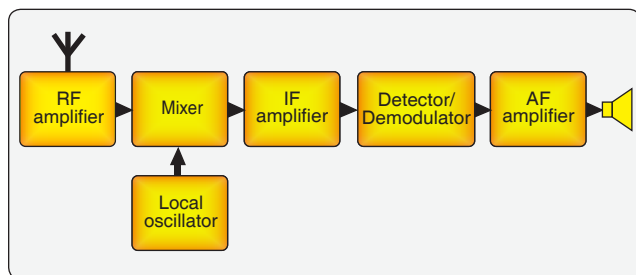 RF
amplifier
Mixer
IF
amplifier
Detector/
Demodulator
AF
amplifier
Local
oscillator